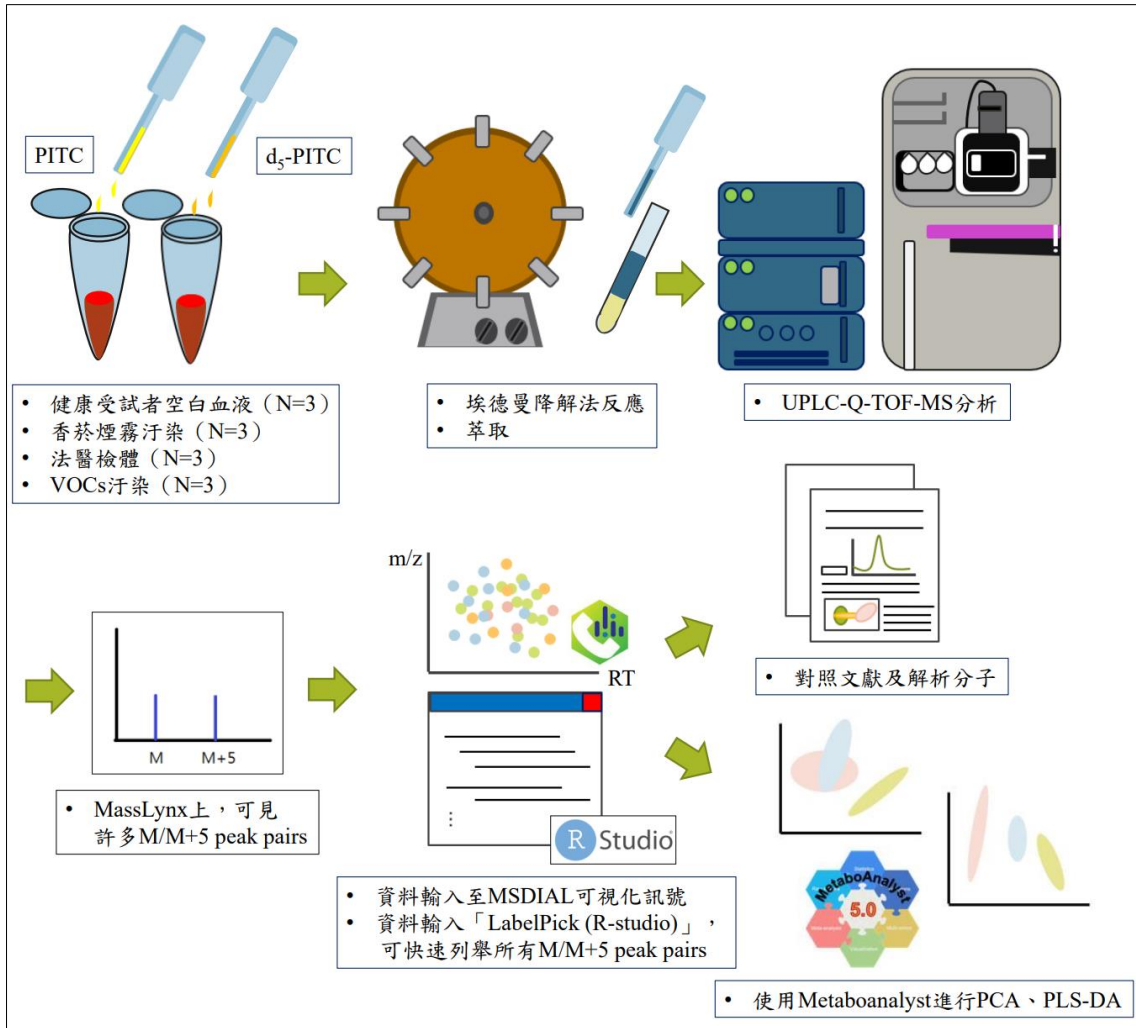 PITC
d₅-PITC
• 健康受試者空白血液（N=3）
• 香菸煙霧汙染（N=3）
• 法醫檢體（N=3）
• VOCs汙染（N=3）
• 埃德曼降解法反應
• 萃取
• UPLC-Q-TOF-MS分析
M
M+5
• MassLynx上，可見
許多M/M+5 peak pairs
m/z
RT
⋮
R Studio
• 資料輸入至MSDIAL可視化訊號
• 資料輸入「LabelPick (R-studio)」，
可快速列舉所有M/M+5 peak pairs
• 對照文獻及解析分子
MetaboAnalyst
5.0
• 使用Metaboanalyst進行PCA、PLS-DA